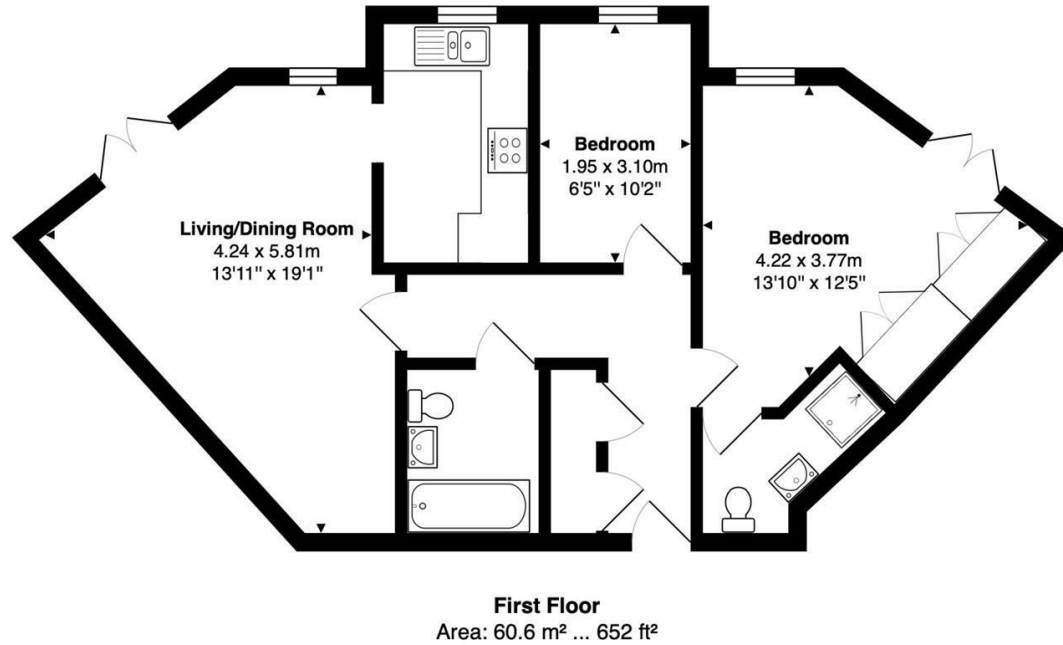 Bedroom
1.95 x 3.10m
6'5" x 10'2"
Living/Dining Room
4.24 x 5.81m
13'11" x 19'1"
Bedroom
4.22 x 3.77m
13'10" x 12'5"
First Floor
Area: 60.6 m² ... 652 ft²